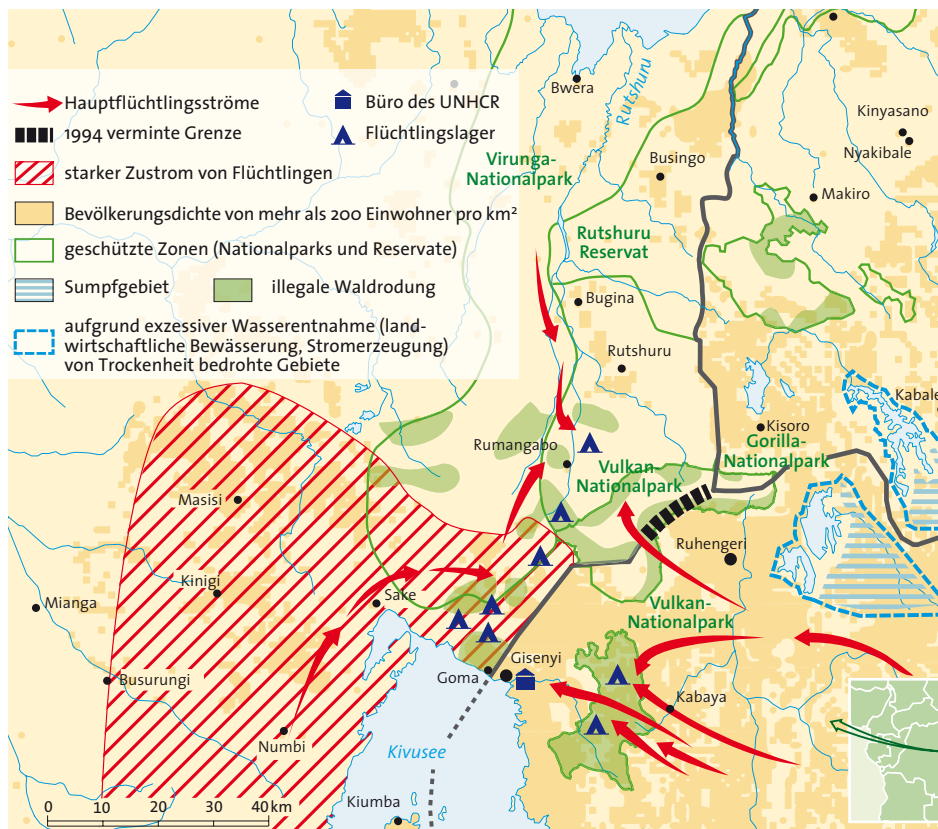 Hauptflüchtlingsströme
1994 verminte Grenze
starker Zustrom von Flüchtlingen
Bevölkerungsdichte von mehr als 200 Einwohner pro km²
geschützte Zonen (Nationalparks und Reservate)
Sumpfgebiet
illegale Waldrodung
aufgrund exzessiver Wasserentnahme (land-
wirtschaftliche Bewässerung, Stromerzeugung)
von Trockenheit bedrohte Gebiete
Büro des UNHCR
Flüchtlingslager
Bwera
Rutshuru
Kinyasano
Nyakibale
Virunga-
Nationalpark
Busingo
Makiro
Rutshuru
Reservat
Bugina
Rutshuru
Kabale
Kisoro
Gorilla-
Nationalpark
Rumangabo
Vulkan-
Nationalpark
Masisi
Ruhengeri
Kinigi
Mianga
Sake
Vulkan-
Nationalpark
Gisenyi
Goma
Busurungi
Kabaya
Numbi
Kivusee
Kiumba
0 10 20 30 40 km